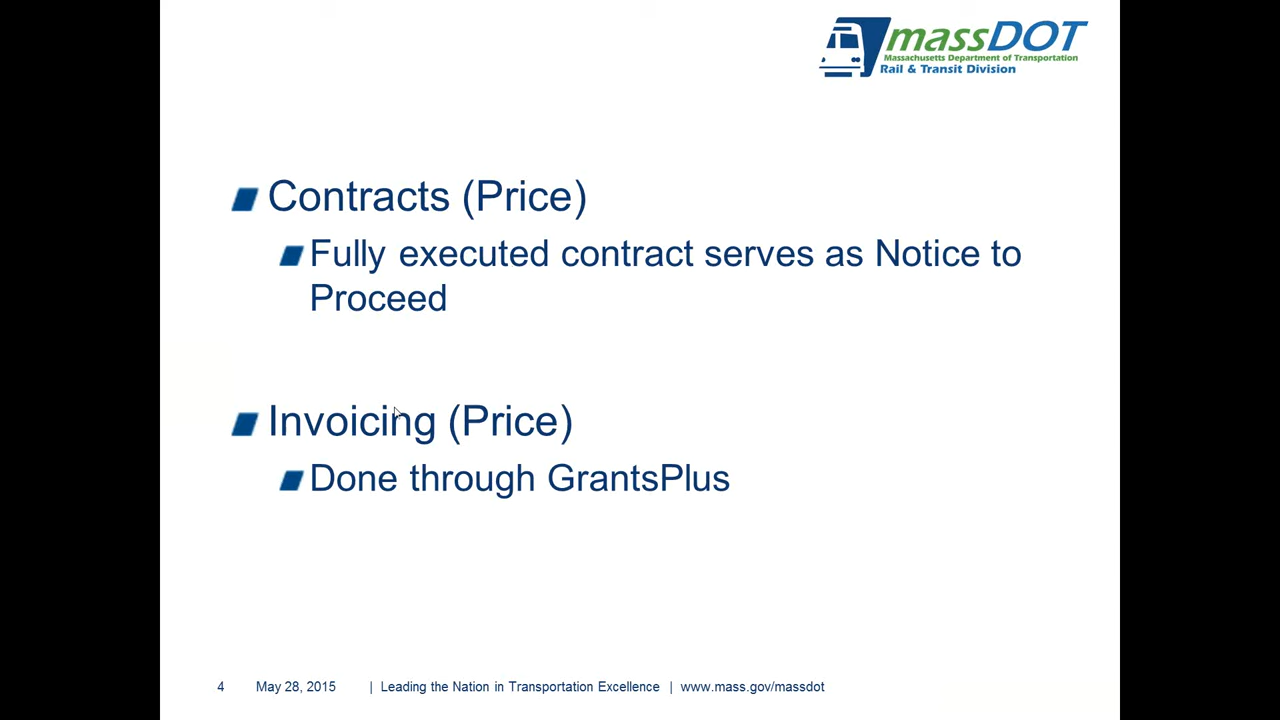 massDOT
Massachusetts Department of Transportation
Rail & Transit Division
Contracts (Price)
Fully executed contract serves as Notice to
Proceed
Invoicing (Price)
Done through GrantsPlus
4 May 28, 2015 | Leading the Nation in Transportation Excellence | www.mass.gov/massdot